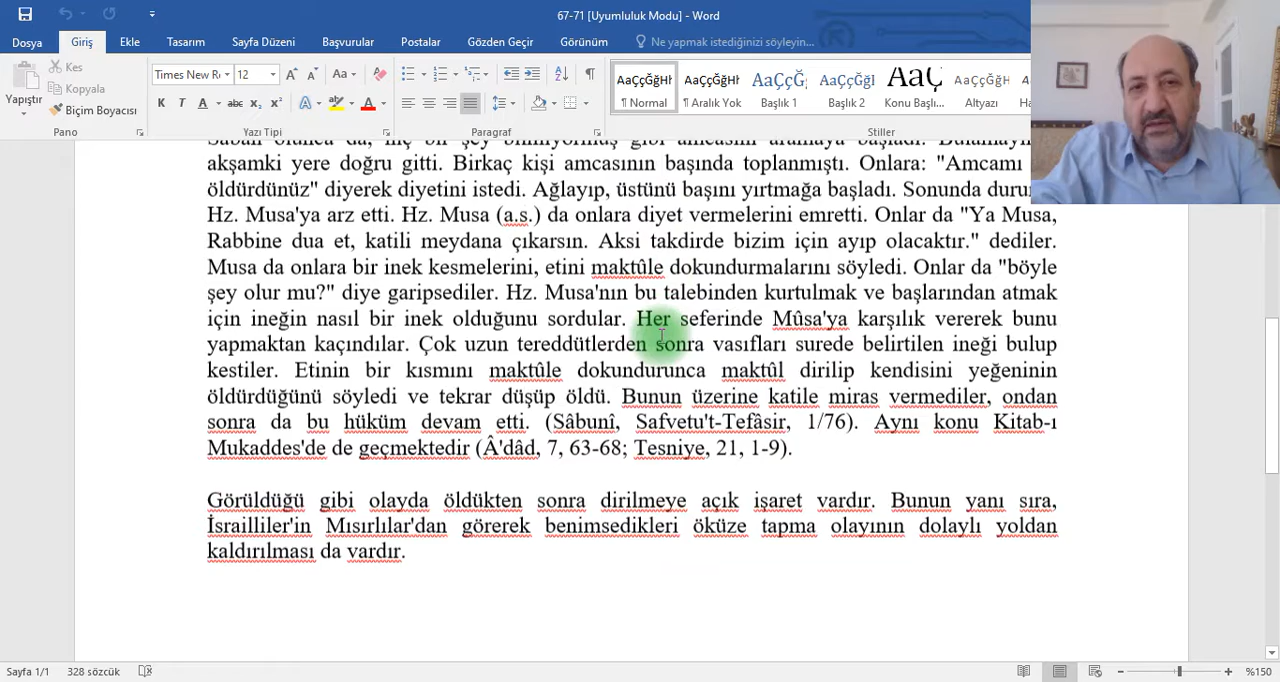 67-71 [Uyumluluk Modu] - Word
Dosya Giriş Ekle Tasarım Sayfa Düzeni Başvurular Postalar Gözden Geçir Görünüm Ne yapmak istediğinizi söyleyin...
Yapıştır
Kes
Kopyala
Biçim Boyacısı
Times New Ro 12
Pano Yazı Tipi Paragraf Stiller
AaÇçĞğHł AaÇçĞğHł AaÇçĞ AaÇçĞğl AaÇ AaÇçĞğHl
¶ Normal ¶ Aralık Yok Başlık 1 Başlık 2 Konu Başlı... Altyazı
akşamki yere doğru gitti. Birkaç kişi amcasının başında toplanmıştı. Onlara: "Amcamı
öldürdünüz" diyerek diyetini istedi. Ağlayıp, üstünü başını yırtmağa başladı. Sonunda
Hz. Musa'ya arz etti. Hz. Musa (a.s.) da onlara diyet vermelerini emretti. Onlar da "Ya Musa,
Rabbine dua et, katili meydana çıkarsın. Aksi takdirde bizim için ayıp olacaktır." dediler.
Musa da onlara bir inek kesmelerini, etini maktûle dokundurmalarını söyledi. Onlar da "böyle
şey olur mu?" diye garipsediler. Hz. Musa'nın bu talebinden kurtulmak ve başlarından atmak
için ineğin nasıl bir inek olduğunu sordular. Her seferinde Mûsa'ya karşılık vererek bunu
yapmaktan kaçındılar. Çok uzun tereddütlerden sonra vasıfları surede belirtilen ineği bulup
kestiler. Etinin bir kısmını maktûle dokundurunca maktûl dirilip kendisini yeğeninin
öldürdüğünü söyledi ve tekrar düşüp öldü. Bunun üzerine katile miras vermediler, ondan
sonra da bu hüküm devam etti. (Sâbunî, Safvetu't-Tefâsir, 1/76). Aynı konu Kitab-ı
Mukaddes'de de geçmektedir (Â'dâd, 7, 63-68; Tesniye, 21, 1-9).
Görüldüğü gibi olayda öldükten sonra dirilmeye açık işaret vardır. Bunun yanı sıra,
İsrailliler'in Mısırlılar'dan görerek benimsedikleri öküze tapma olayının dolaylı yoldan
kaldırılması da vardır.
Sayfa 1/1 328 sözcük %150